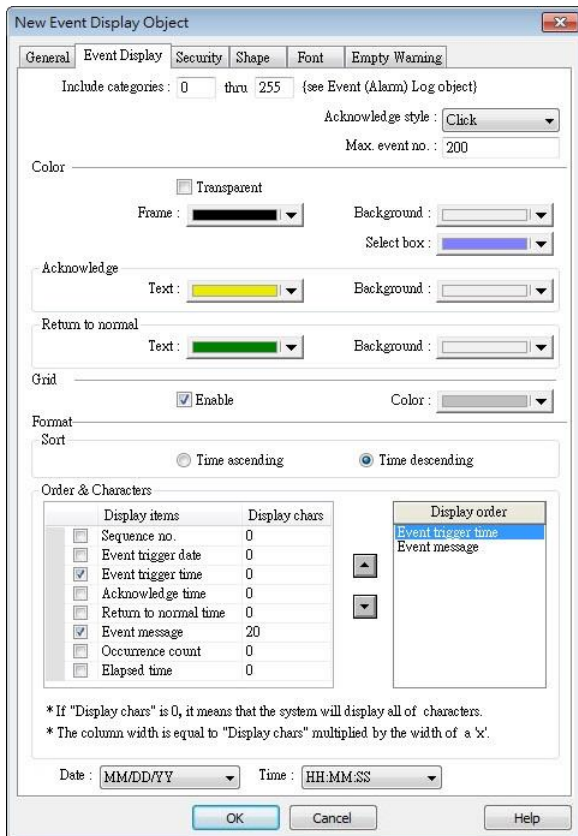 New Event Display Object
General Event Display Security Shape Font Empty Warning
Include categories : 0 thru 255 {see Event (Alarm) Log object}
Acknowledge style : Click
Max. event no. : 200
Color
Transparent
Frame : Background :
Select box :
Acknowledge
Text : Background :
Return to normal
Text : Background :
Grid
Enable Color :
Format
Sort
Time ascending Time descending
Order & Characters
Display items Display chars Display order
Sequence no. 0 Event trigger time
Event trigger date 0 Event message
Event trigger time 0
Acknowledge time 0
Return to normal time 0
Event message 20
Occurrence count 0
Elapsed time 0
* If "Display chars" is 0, it means that the system will display all of characters.
* The column width is equal to "Display chars" multiplied by the width of a 'x'.
Date : MM/DD/YY Time : HH:MM:SS
OK Cancel Help